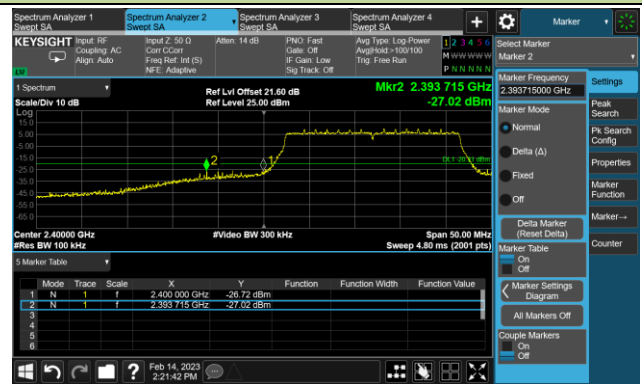 Spectrum Analyzer 1
Swept SA
Spectrum Analyzer 2
Swept SA
Spectrum Analyzer 3
Swept SA
Spectrum Analyzer 4
Swept SA
+
Marker
KEYSIGHT
Input: RF
Coupling: AC
Align: Auto
Input Z: 50 Ω
Corr CCorr
Freq Ref: Int (S)
NFE: Adaptive
Atten: 14 dB
PNO: Fast
Gate: Off
IF Gain: Low
Sig Track: Off
Avg Type: Log-Power
Avg|Hold:>100/100
Trig: Free Run
1 2 3 4 5 6
M W W W W W
P N N N N N
LW
Select Marker
Marker 2
1 Spectrum
Scale/Div 10 dB
Log
Ref Lvl Offset 21.60 dB
Ref Level 25.00 dBm
Mkr2 2.393 715 GHz
-27.02 dBm
15.0
5.00
-5.00
-15.0
-25.0
-35.0
-45.0
-55.0
-65.0
2
1
Center 2.40000 GHz
#Res BW 100 kHz
#Video BW 300 kHz
Span 50.00 MHz
Sweep 4.80 ms (2001 pts)
5 Marker Table
Mode Trace Scale X Y Function Function Width Function Value
1 N 1 f 2.400 000 GHz -26.72 dBm
2 N 1 f 2.393 715 GHz -27.02 dBm
3
4
5
6
Marker Frequency
2.393715000 GHz
Marker Mode
Normal
Delta (Δ)
Fixed
Off
Delta Marker
(Reset Delta)
Marker Table
On
Off
Marker Settings
Diagram
All Markers Off
Couple Markers
On
Off
Settings
Peak
Search
Pk Search
Config
Properties
Marker
Function
Marker→
Counter
?
Feb 14, 2023
2:21:42 PM